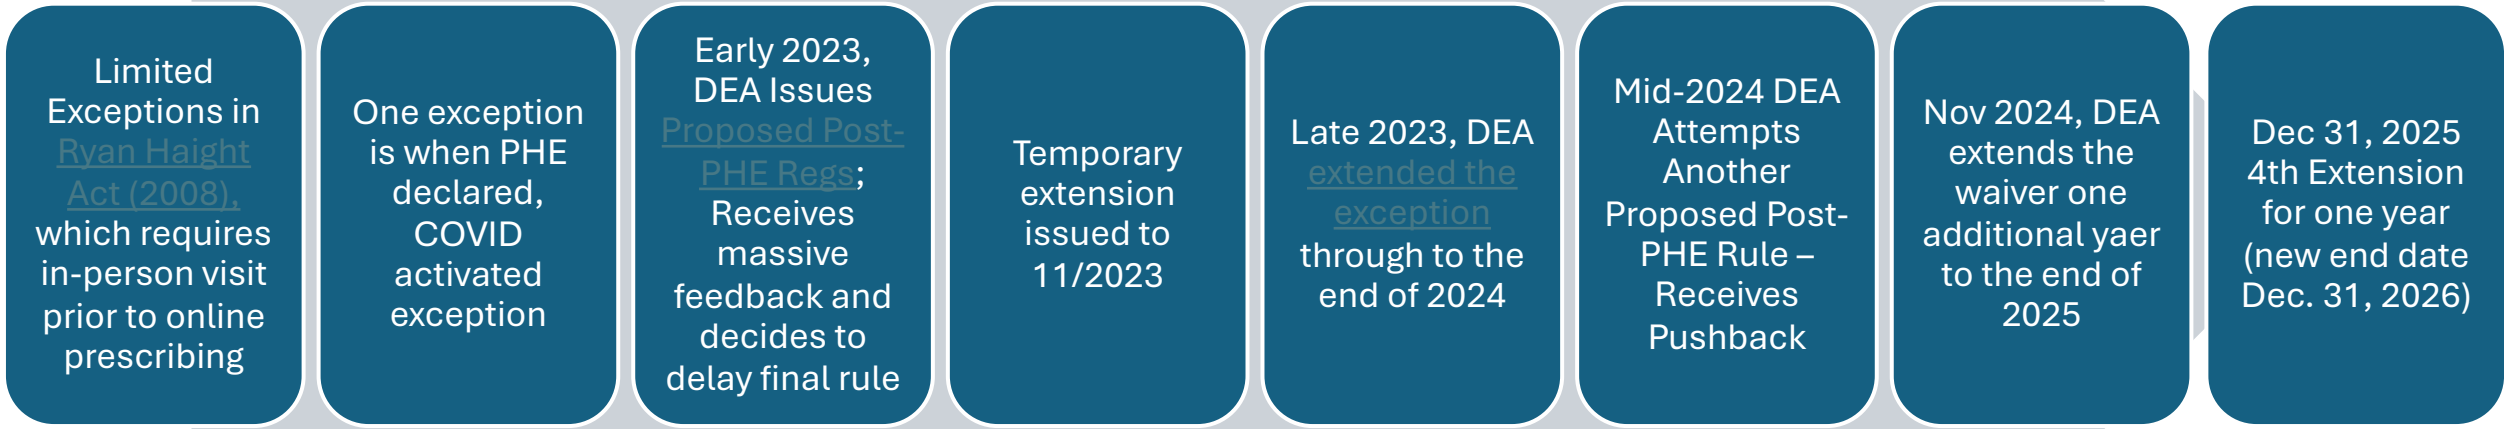 Limited
Exceptions in
Ryan Haight
Act (2008),
which requires
in-person visit
prior to online
prescribing
One exception
is when PHE
declared,
COVID
activated
exception
Early 2023,
DEA Issues
Proposed Post-
PHE Regs;
Receives
massive
feedback and
decides to
delay final rule
Temporary
extension
issued to
11/2023
Late 2023, DEA
extended the
exception
through to the
end of 2024
Mid-2024 DEA
Attempts
Another
Proposed Post-
PHE Rule –
Receives
Pushback
Nov 2024, DEA
extends the
waiver one
additional yaer
to the end of
2025
Dec 31, 2025
4th Extension
for one year
(new end date
Dec. 31, 2026)